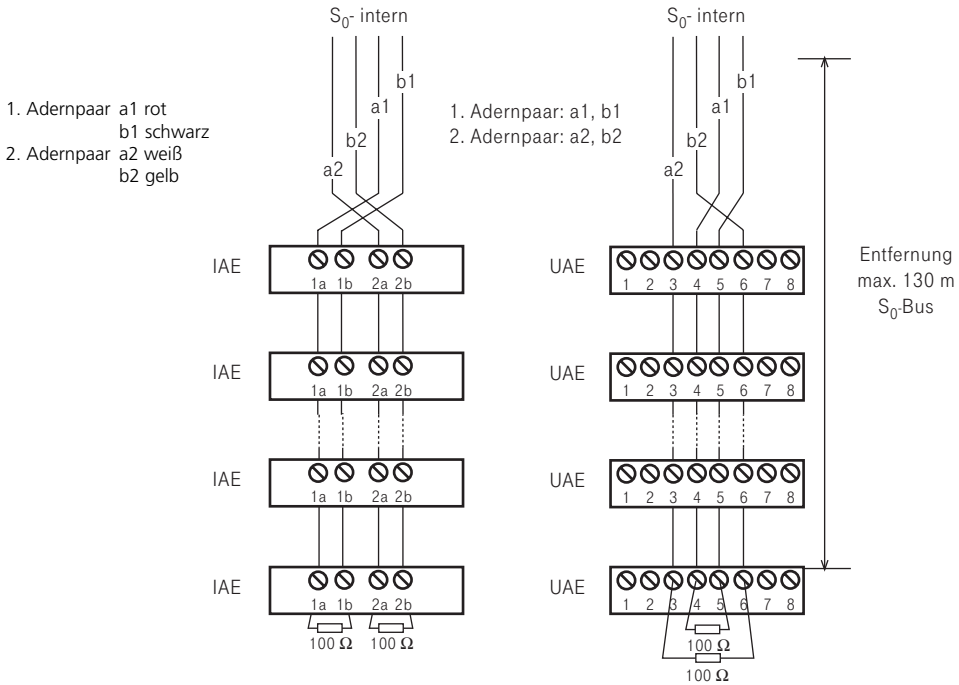 S₀- intern
b1
a1
b2
a2
1. Adernpaar a1 rot
b1 schwarz
2. Adernpaar a2 weiß
b2 gelb
IAE
1a 1b 2a 2b
IAE
1a 1b 2a 2b
IAE
1a 1b 2a 2b
IAE
1a 1b 2a 2b
100 Ω 100 Ω
S₀- intern
b1
a1
b2
a2
1. Adernpaar: a1, b1
2. Adernpaar: a2, b2
UAE
1 2 3 4 5 6 7 8
UAE
1 2 3 4 5 6 7 8
UAE
1 2 3 4 5 6 7 8
UAE
1 2 3 4 5 6 7 8
100 Ω
100 Ω
Entfernung
max. 130 m
S₀-Bus